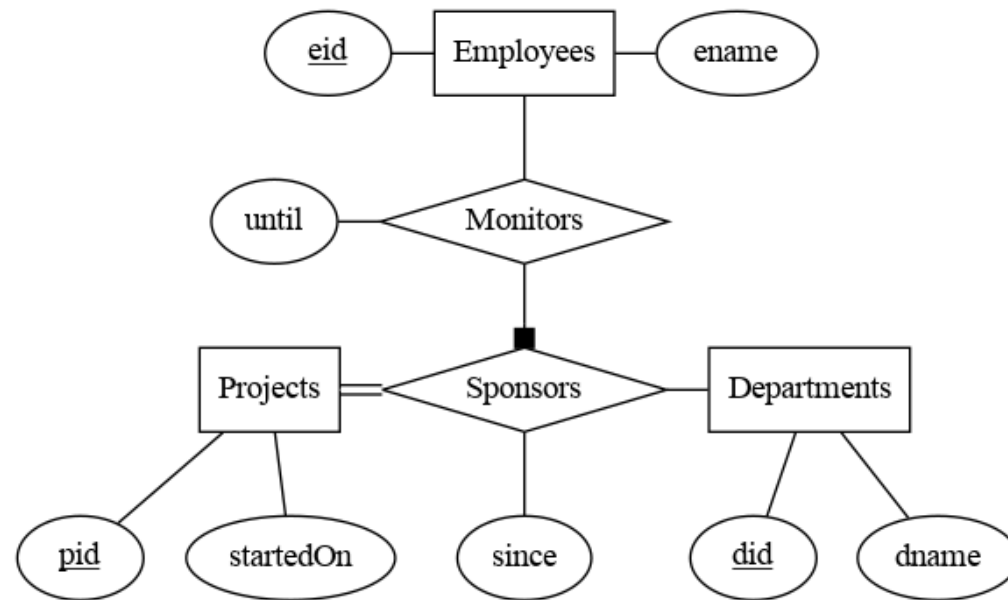 eid
Employees
ename
until
Monitors
Projects
Sponsors
Departments
pid
startedOn
since
did
dname